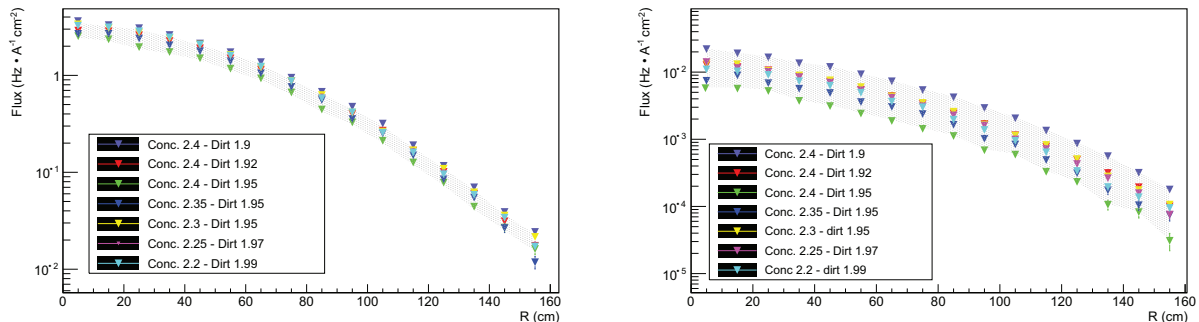 Flux (Hz • A⁻¹ cm⁻²)
1
10⁻¹
10⁻²
Conc. 2.4 - Dirt 1.9
Conc. 2.4 - Dirt 1.92
Conc. 2.4 - Dirt 1.95
Conc. 2.35 - Dirt 1.95
Conc. 2.3 - Dirt 1.95
Conc. 2.25 - Dirt 1.97
Conc. 2.2 - Dirt 1.99
0 20 40 60 80 100 120 140 160
R (cm)
Flux (Hz • A⁻¹ cm⁻²)
10⁻¹
10⁻²
10⁻³
10⁻⁴
10⁻⁵
Conc. 2.4 - Dirt 1.9
Conc. 2.4 - Dirt 1.92
Conc. 2.4 - Dirt 1.95
Conc. 2.35 - Dirt 1.95
Conc. 2.3 - dirt 1.95
Conc. 2.25 - Dirt 1.97
Conc 2.2 - dirt 1.99
0 20 40 60 80 100 120 140 160
R (cm)